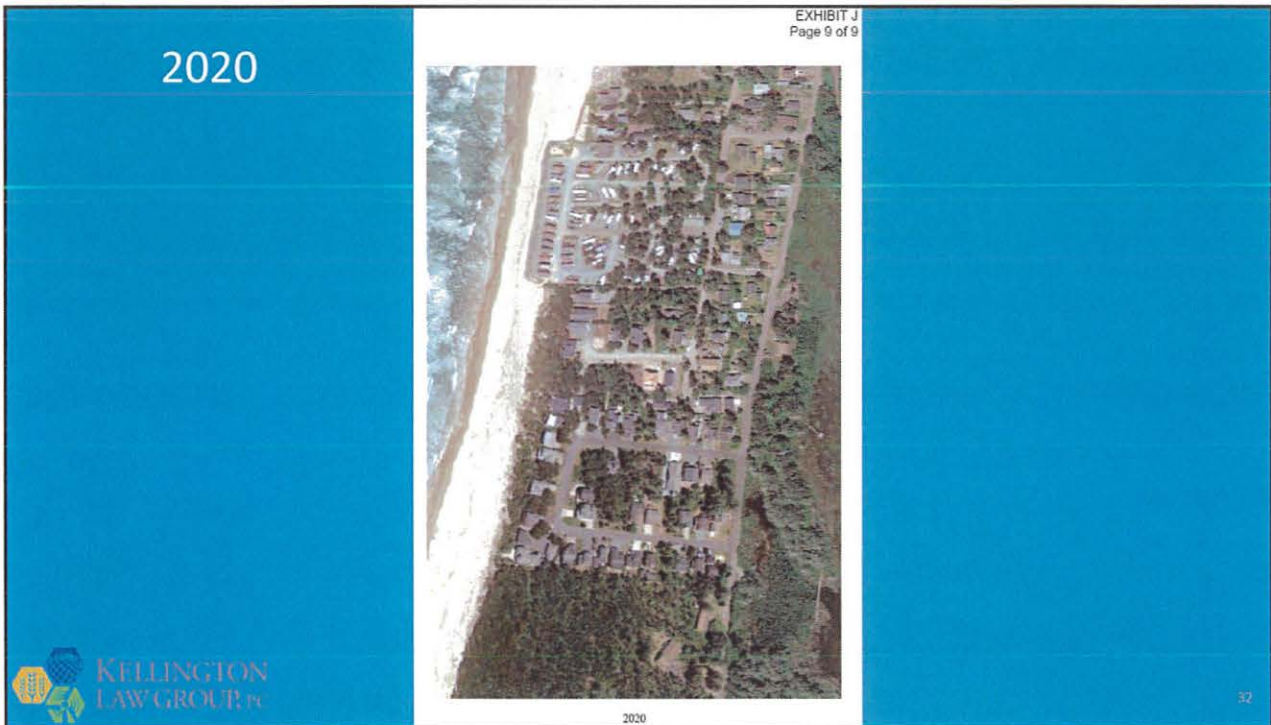 EXHIBIT J
Page 9 of 9
2020
2020
KELLINGTON
LAW GROUP, PC
32